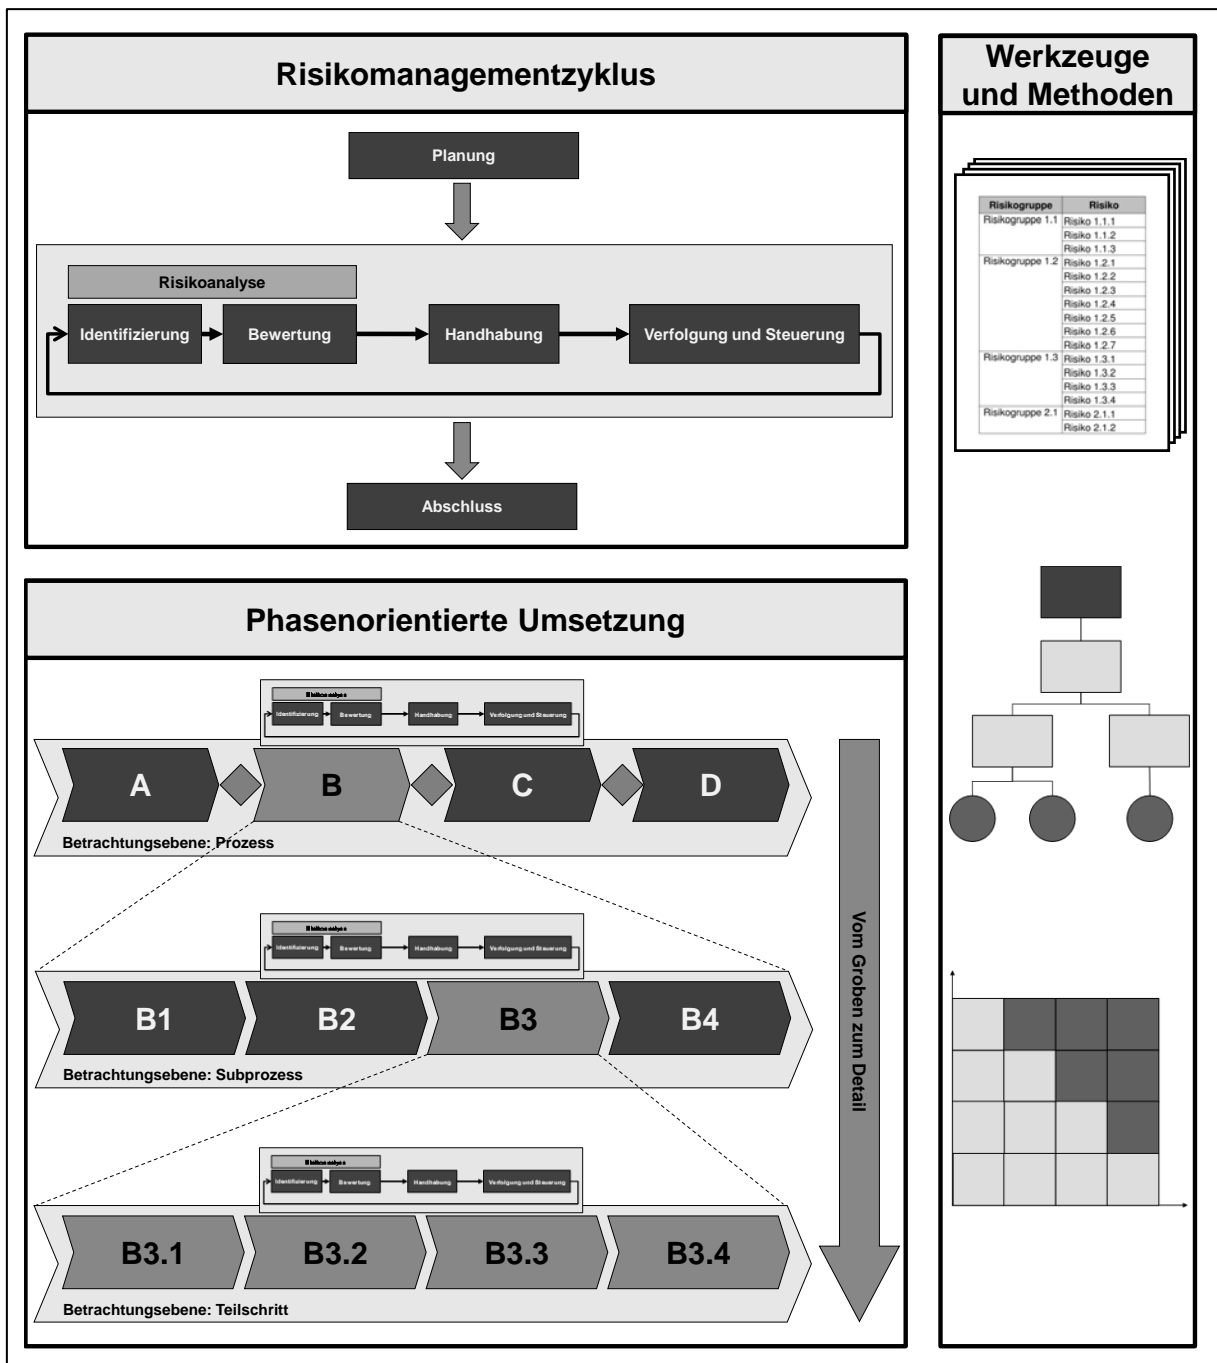 Risikomanagementzyklus
Planung
Risikoanalyse
Identifizierung
Bewertung
Handhabung
Verfolgung und Steuerung
Abschluss
Phasenorientierte Umsetzung
Risikoanalyse
Identifizierung
Bewertung
Handhabung
Verfolgung und Steuerung
A
B
C
D
Betrachtungsebene: Prozess
Risikoanalyse
Identifizierung
Bewertung
Handhabung
Verfolgung und Steuerung
B1
B2
B3
B4
Betrachtungsebene: Subprozess
Risikoanalyse
Identifizierung
Bewertung
Handhabung
Verfolgung und Steuerung
B3.1
B3.2
B3.3
B3.4
Betrachtungsebene: Teilschritt
Vom Groben zum Detail
Werkzeuge
und Methoden
Risikogruppe Risiko
Risikogruppe 1.1 Risiko 1.1.1
Risiko 1.1.2
Risiko 1.1.3
Risikogruppe 1.2 Risiko 1.2.1
Risiko 1.2.2
Risiko 1.2.3
Risiko 1.2.4
Risiko 1.2.5
Risiko 1.2.6
Risiko 1.2.7
Risikogruppe 1.3 Risiko 1.3.1
Risiko 1.3.2
Risiko 1.3.3
Risiko 1.3.4
Risikogruppe 2.1 Risiko 2.1.1
Risiko 2.1.2